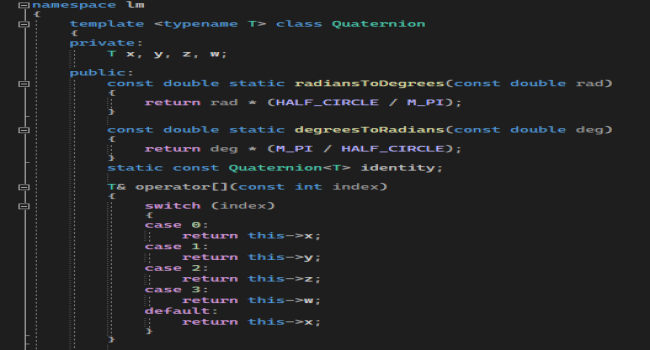 namespace lm
{
template <typename T> class Quaternion
{
private:
T x, y, z, w;
public:
const double static radiansToDegrees(const double rad)
{
return rad * (HALF_CIRCLE / M_PI);
}
const double static degreesToRadians(const double deg)
{
return deg * (M_PI / HALF_CIRCLE);
}
static const Quaternion<T> identity;
T& operator[](const int index)
{
switch (index)
{
case 0:
return this->x;
case 1:
return this->y;
case 2:
return this->z;
case 3:
return this->w;
default:
return this->x;
}
}